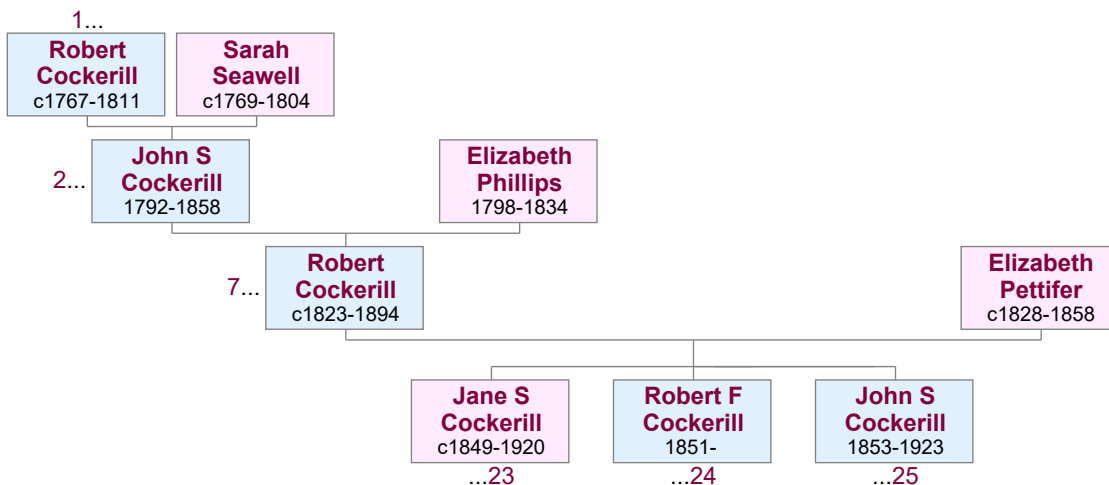 1...
Robert
Cockerill
c1767-1811
Sarah
Seawell
c1769-1804
2...
John S
Cockerill
1792-1858
Elizabeth
Phillips
1798-1834
7...
Robert
Cockerill
c1823-1894
Elizabeth
Pettifer
c1828-1858
Jane S
Cockerill
c1849-1920
...23
Robert F
Cockerill
1851-
...24
John S
Cockerill
1853-1923
...25